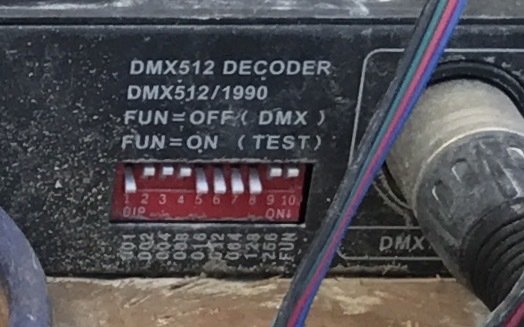 DMX512 DECODER
DMX512/1990
FUN=OFF(DMX)
FUN=ON (TEST)
1 2 3 4 5 6 7 8 9 10
ON↓
001 002 004 008 016 032 064 128 256 FUN
DMX